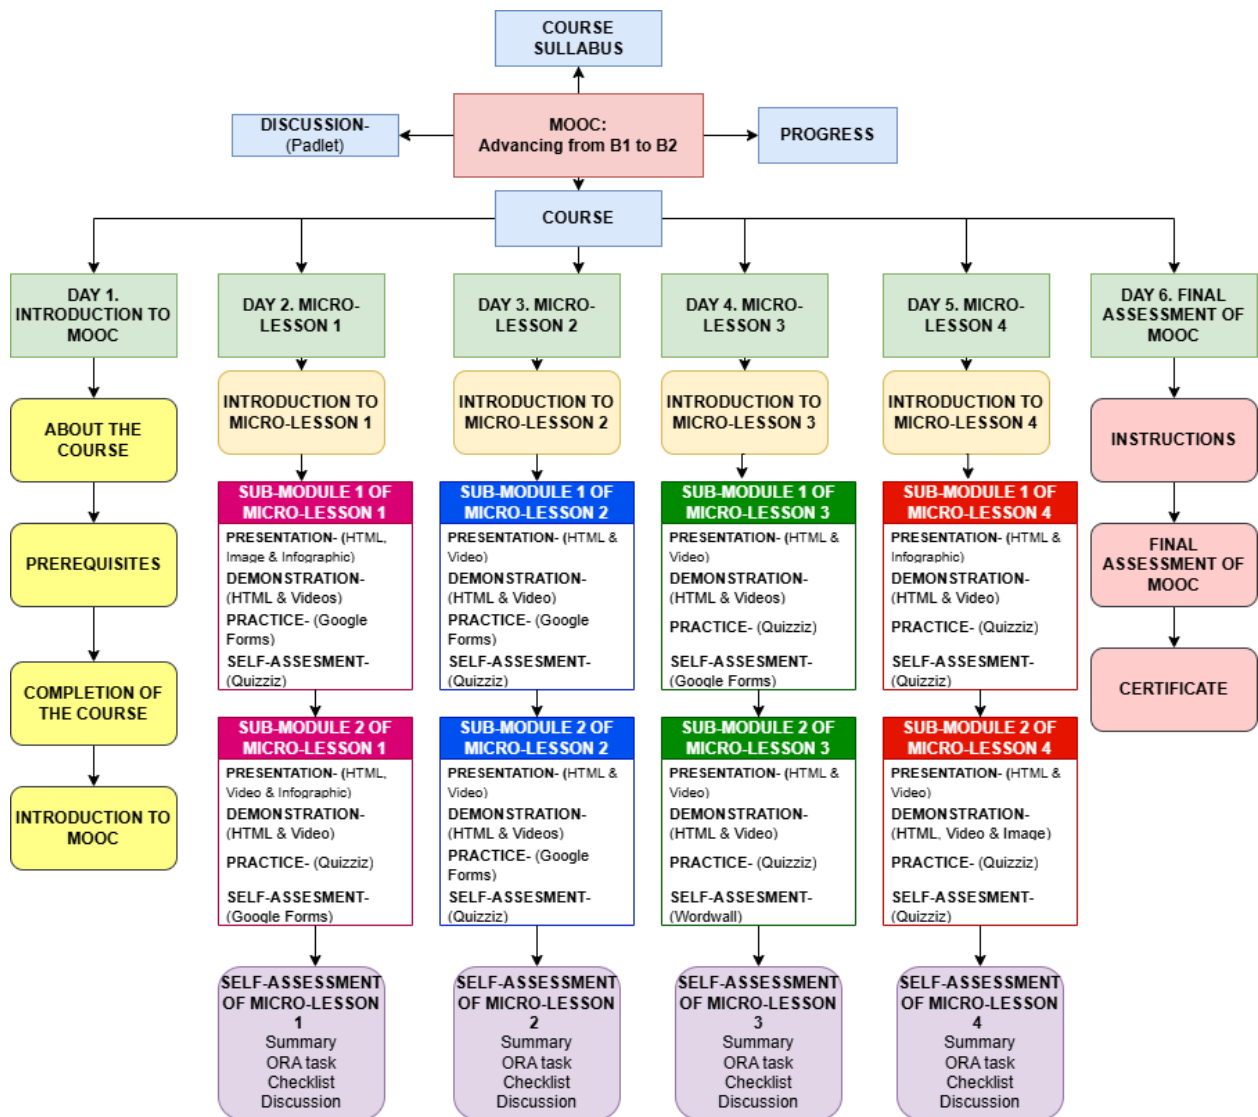 COURSE
SULLABUS
DISCUSSION-
(Padlet)
MOOC:
Advancing from B1 to B2
PROGRESS
COURSE
DAY 1.
INTRODUCTION TO
MOOC
DAY 2. MICRO-
LESSON 1
DAY 3. MICRO-
LESSON 2
DAY 4. MICRO-
LESSON 3
DAY 5. MICRO-
LESSON 4
DAY 6. FINAL
ASSESSMENT OF
MOOC
ABOUT THE
COURSE
PREREQUISITES
COMPLETION OF
THE COURSE
INTRODUCTION TO
MOOC
INTRODUCTION TO
MICRO-LESSON 1
SUB-MODULE 1 OF
MICRO-LESSON
1
PRESENTATION- (HTML,
Image & Infographic)
DEMONSTRATION-
(HTML & Videos)
PRACTICE- (Google
Forms)
SELF-ASSESMENT-
(Quizziz)
SUB-MODULE 2 OF
MICRO-LESSON
1
PRESENTATION- (HTML,
Video & Infographic)
DEMONSTRATION-
(HTML & Video)
PRACTICE- (Quizziz)
SELF-ASSESMENT-
(Google Forms)
SELF-ASSESSMENT
OF MICRO-LESSON
1
Summary
ORA task
Checklist
Discussion
INTRODUCTION TO
MICRO-LESSON 2
SUB-MODULE 1 OF
MICRO-LESSON
2
PRESENTATION- (HTML &
Video)
DEMONSTRATION-
(HTML & Video)
PRACTICE- (Google
Forms)
SELF-ASSESMENT-
(Quizziz)
SUB-MODULE 2 OF
MICRO-LESSON
2
PRESENTATION- (HTML &
Video)
DEMONSTRATION-
(HTML & Videos)
PRACTICE- (Google
Forms)
SELF-ASSESMENT-
(Quizziz)
SELF-ASSESSMENT
OF MICRO-LESSON
2
Summary
ORA task
Checklist
Discussion
INTRODUCTION TO
MICRO-LESSON 3
SUB-MODULE 1 OF
MICRO-LESSON
3
PRESENTATION- (HTML &
Video)
DEMONSTRATION-
(HTML & Videos)
PRACTICE- (Quizziz)
SELF-ASSESMENT-
(Google Forms)
SUB-MODULE 2 OF
MICRO-LESSON
3
PRESENTATION- (HTML &
Video)
DEMONSTRATION-
(HTML & Video)
PRACTICE- (Quizziz)
SELF-ASSESMENT-
(Wordwall)
SELF-ASSESSMENT
OF MICRO-LESSON
3
Summary
ORA task
Checklist
Discussion
INTRODUCTION TO
MICRO-LESSON 4
SUB-MODULE 1 OF
MICRO-LESSON 4
PRESENTATION- (HTML &
Infographic)
DEMONSTRATION-
(HTML & Video)
PRACTICE- (Quizziz)
SELF-ASSESMENT-
(Quizziz)
SUB-MODULE 2 OF
MICRO-LESSON 4
PRESENTATION- (HTML &
Video)
DEMONSTRATION-
(HTML, Video & Image)
PRACTICE- (Quizziz)
SELF-ASSESMENT-
(Quizziz)
SELF-ASSESSMENT
OF MICRO-LESSON
4
Summary
ORA task
Checklist
Discussion
INSTRUCTIONS
FINAL
ASSESSMENT OF
MOOC
CERTIFICATE